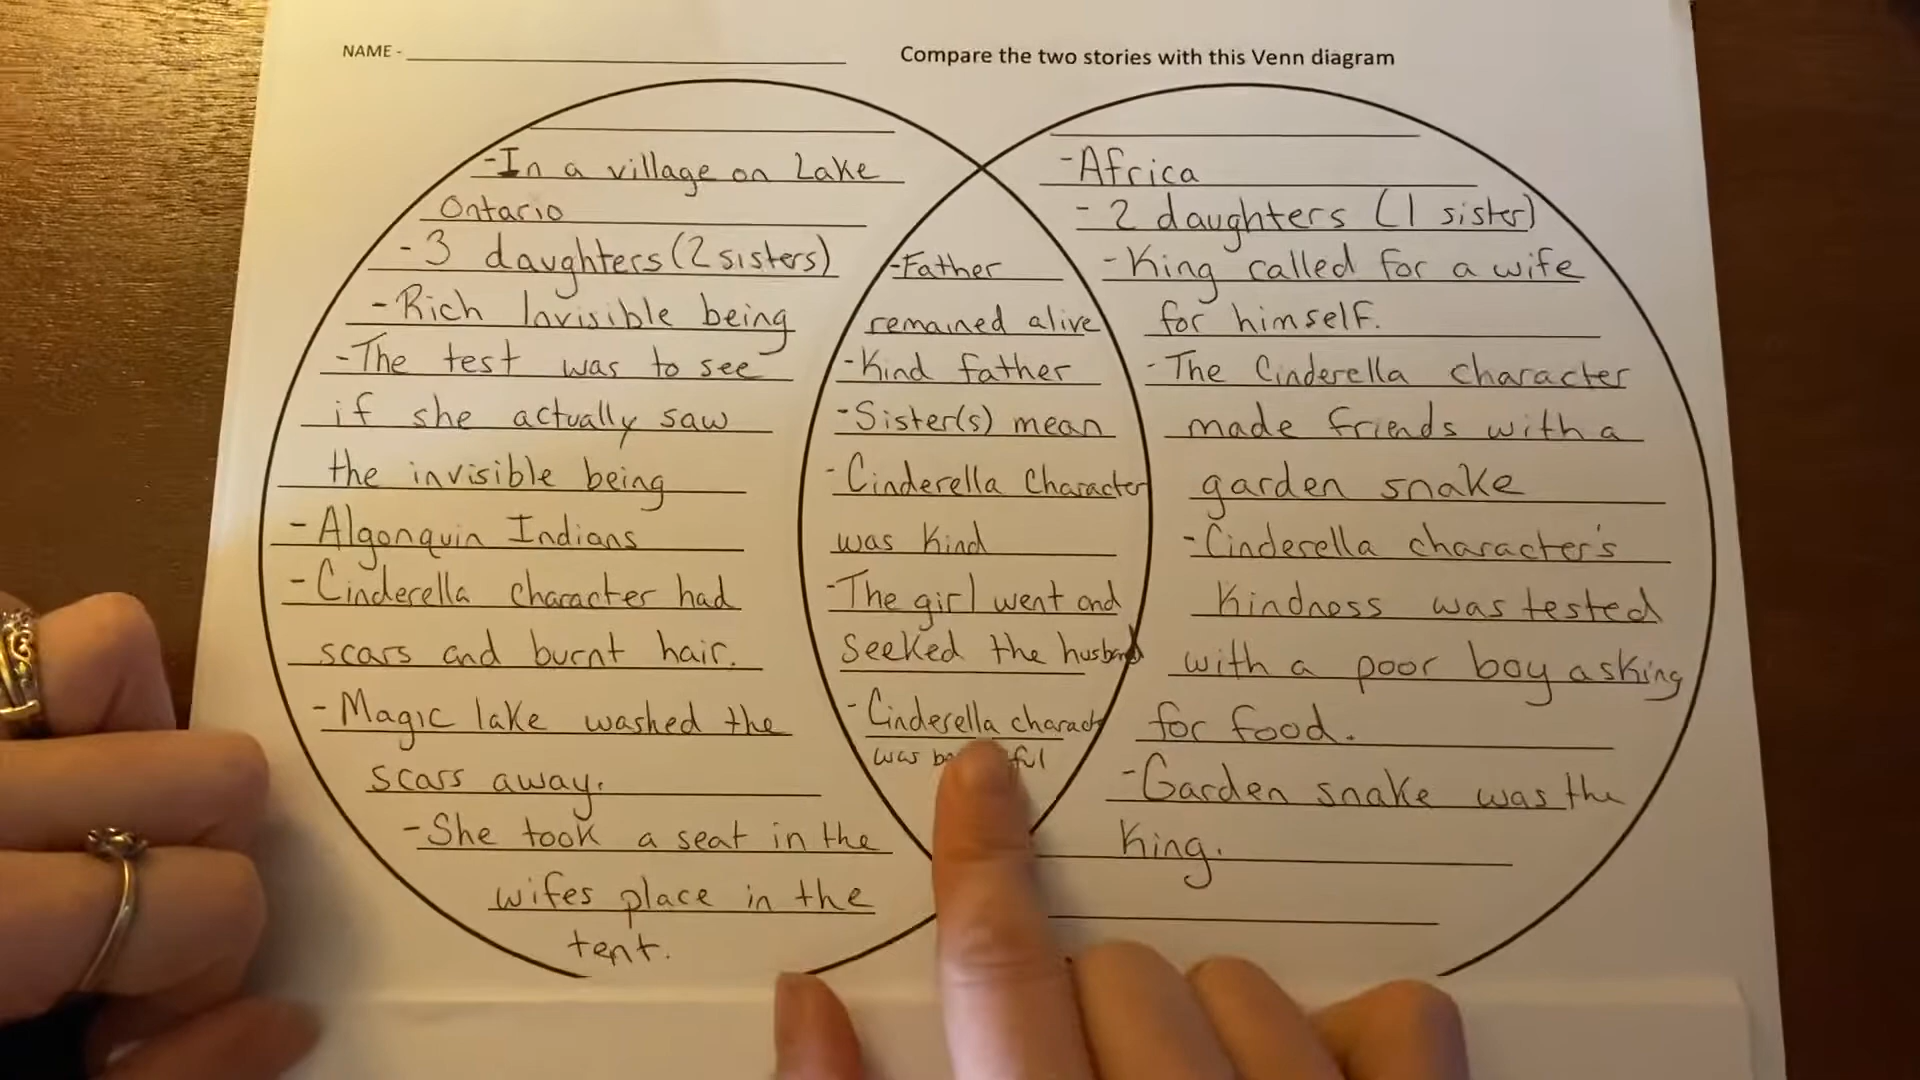 NAME -
Compare the two stories with this Venn diagram
-In a village on Lake
Ontario
-3 daughters (2 sisters)
-Rich Invisible being
-The test was to see
if she actually saw
the invisible being
-Algonquin Indians
-Cinderella character had
scars and burnt hair.
-Magic lake washed the
scars away.
-She took a seat in the
wifes place in the
tent.
-Father
remained alive
-Kind father
-Sister(s) mean
-Cinderella Character
was Kind
-The girl went and
seeked the husband
-Cinderella charact
was
-Africa
-2 daughters (1 sister)
-King called for a wife
for himself.
-The Cinderella character
made friends with a
garden snake
-Cinderella character's
Kindness was tested
with a poor boy asking
for food.
-Garden snake was the
King.